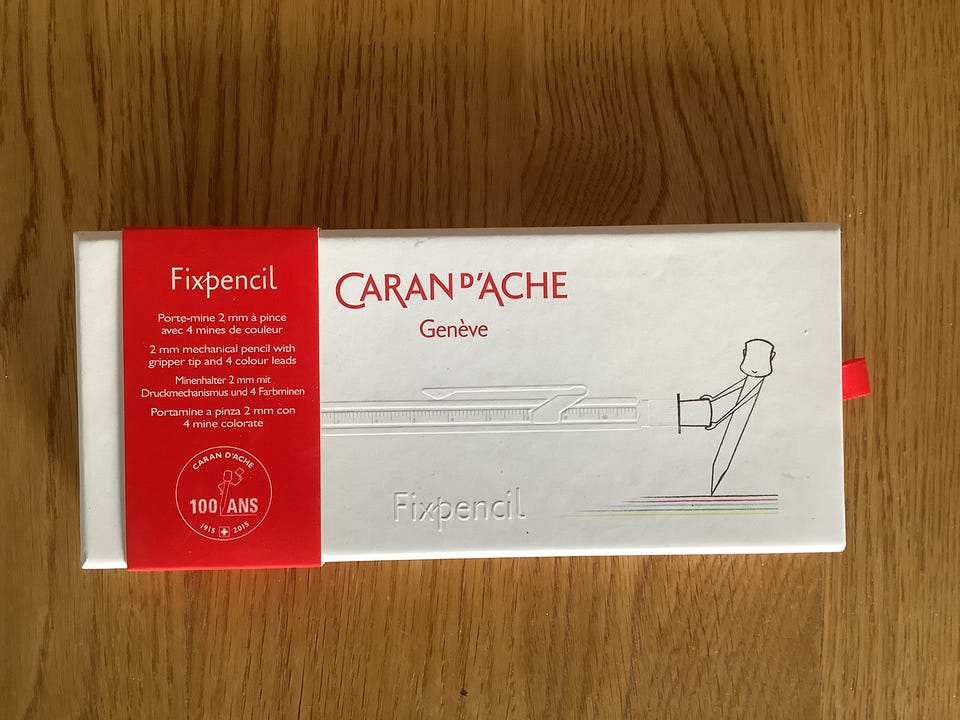 Fixpencil
Porte-mine 2 mm à pince
avec 4 mines de couleur
2 mm mechanical pencil with
gripper tip and 4 colour leads
Minenhalter 2 mm mit
Druckmechanismus und 4 Farbminen
Portamine a pinza 2 mm con
4 mine colorate
CARAN D'ACHE
100 ANS
1915 2015
CARAN D'ACHE
Genève
Fixpencil